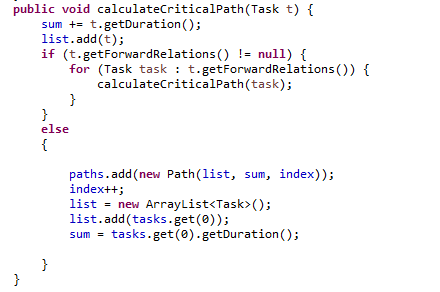 public void calculateCriticalPath(Task t) {
    sum += t.getDuration();
    list.add(t);
    if (t.getForwardRelations() != null) {
        for (Task task : t.getForwardRelations()) {
            calculateCriticalPath(task);
        }
    }
    else
    {
        paths.add(new Path(list, sum, index));
        index++;
        list = new ArrayList<Task>();
        list.add(tasks.get(0));
        sum = tasks.get(0).getDuration();
    }
}